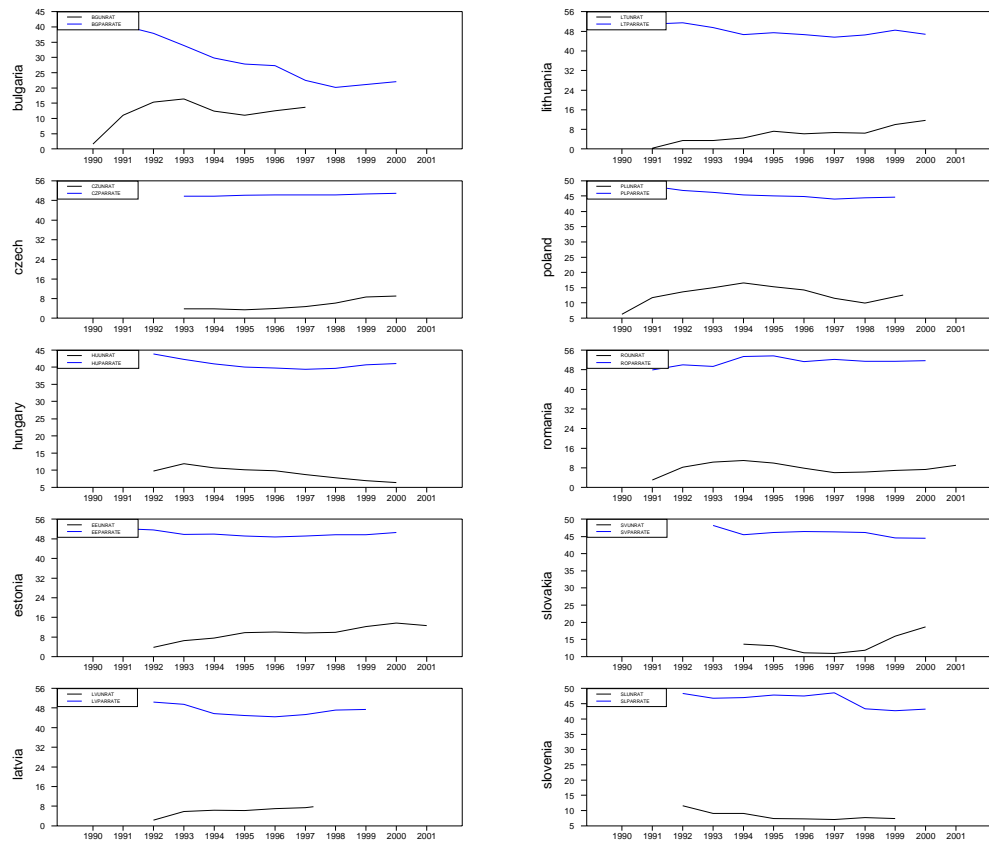 BGUNRAT
BGPARRATE
45
40
35
30
25
20
15
10
5
0
bulgaria
1990 1991 1992 1993 1994 1995 1996 1997 1998 1999 2000 2001
LTUNRAT
LTPARRATE
56
48
40
32
24
16
8
0
lithuania
1990 1991 1992 1993 1994 1995 1996 1997 1998 1999 2000 2001
CZUNRAT
CZPARRATE
56
48
40
32
24
16
8
0
czech
1990 1991 1992 1993 1994 1995 1996 1997 1998 1999 2000 2001
PLUNRAT
PLPARRATE
50
45
40
35
30
25
20
15
10
5
poland
1990 1991 1992 1993 1994 1995 1996 1997 1998 1999 2000 2001
HUUNRAT
HUPARRATE
45
40
35
30
25
20
15
10
5
hungary
1990 1991 1992 1993 1994 1995 1996 1997 1998 1999 2000 2001
ROUNRAT
ROPARRATE
56
48
40
32
24
16
8
0
romania
1990 1991 1992 1993 1994 1995 1996 1997 1998 1999 2000 2001
EEUNRAT
EEPARRATE
56
48
40
32
24
16
8
0
estonia
1990 1991 1992 1993 1994 1995 1996 1997 1998 1999 2000 2001
SVUNRAT
SVPARRATE
50
45
40
35
30
25
20
15
10
slovakia
1990 1991 1992 1993 1994 1995 1996 1997 1998 1999 2000 2001
LVUNRAT
LVPARRATE
56
48
40
32
24
16
8
0
latvia
1990 1991 1992 1993 1994 1995 1996 1997 1998 1999 2000 2001
SLUNRAT
SLPARRATE
50
45
40
35
30
25
20
15
10
5
slovenia
1990 1991 1992 1993 1994 1995 1996 1997 1998 1999 2000 2001